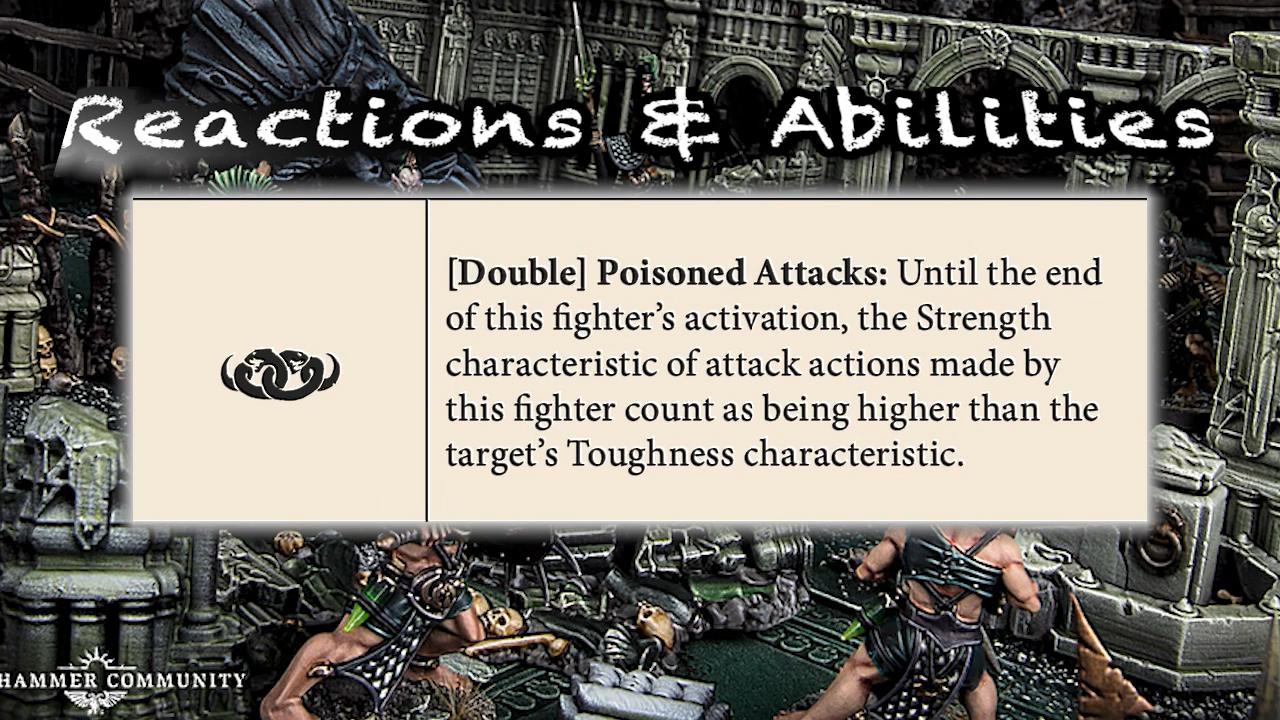 Reactions & Abilities
[Double] Poisoned Attacks: Until the end
of this fighter’s activation, the Strength
characteristic of attack actions made by
this fighter count as being higher than the
target’s Toughness characteristic.
HAMMER COMMUNITY